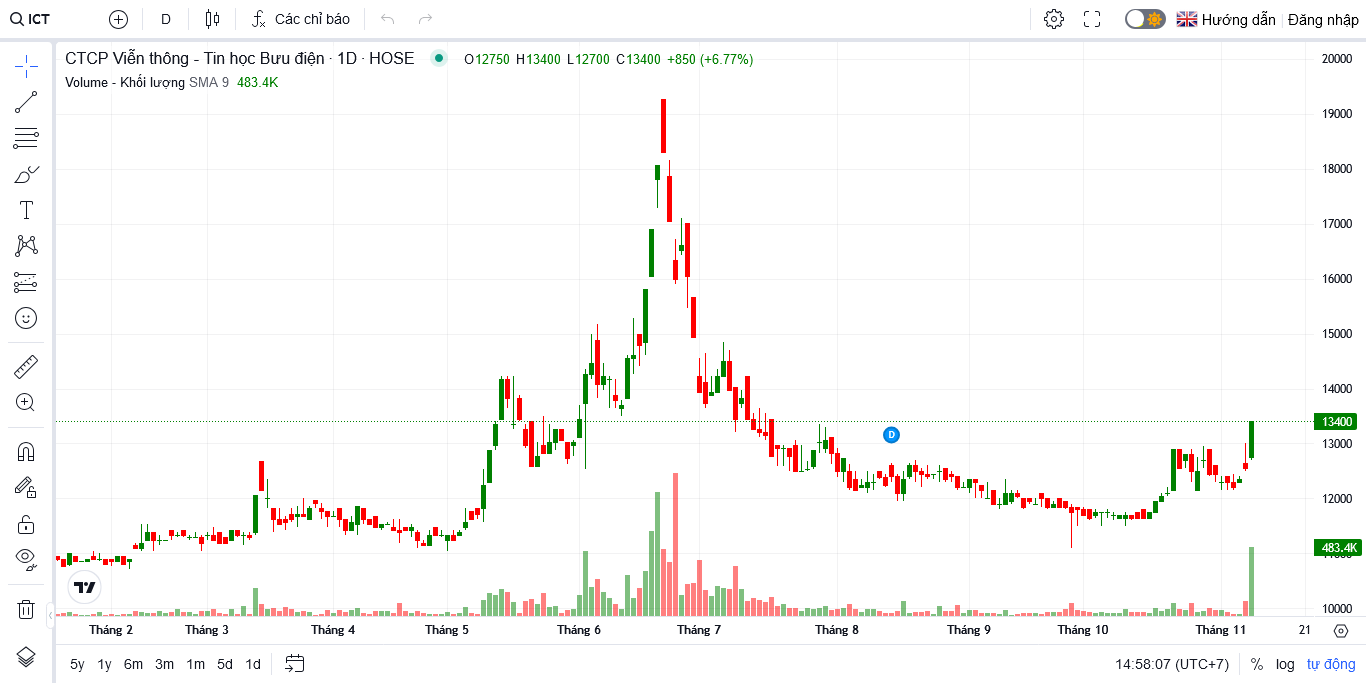 ICT D Các chỉ báo Hướng dẫn Đăng nhập
CTCP Viễn thông - Tin học Bưu điện · 1D · HOSE O12750 H13400 L12700 C13400 +850 (+6.77%)
Volume - Khối lượng SMA 9 483.4K
20000
19000
18000
17000
16000
15000
14000
13400
13000
12000
483.4K
10000
D
Tháng 2 Tháng 3 Tháng 4 Tháng 5 Tháng 6 Tháng 7 Tháng 8 Tháng 9 Tháng 10 Tháng 11 21
5y 1y 6m 3m 1m 5d 1d 14:58:07 (UTC+7) % log tự động